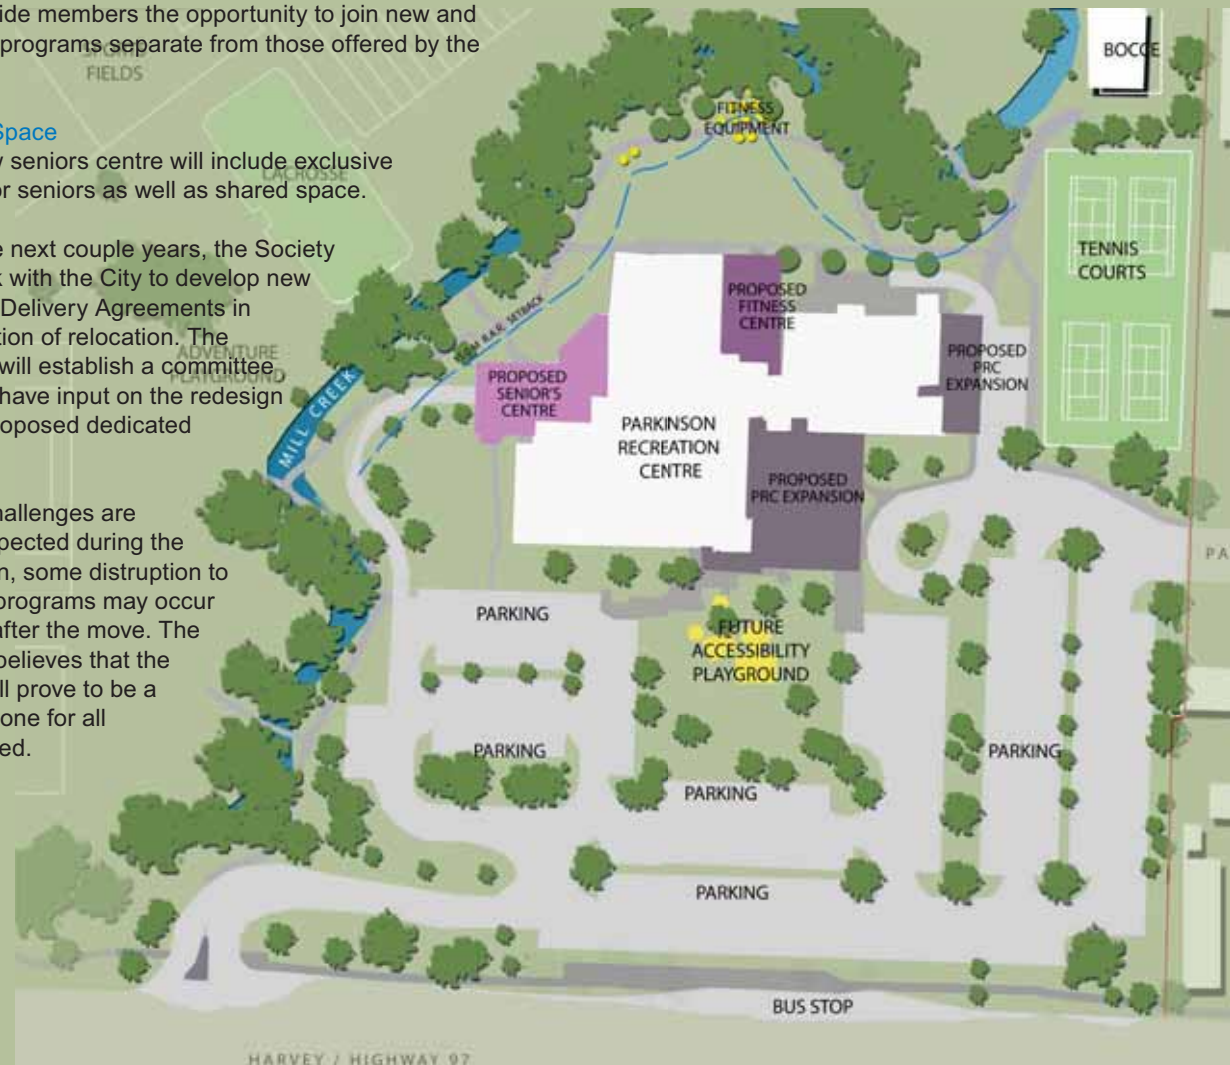 ide members the opportunity to join new and
programs separate from those offered by the
SPORTS
FIELDS
Space
seniors centre will include exclusive
or seniors as well as shared space.
LACROSSE
next couple years, the Society
with the City to develop new
Delivery Agreements in
tion of relocation. The
will establish a committee
have input on the redesign
oposed dedicated
ADVENTURE
PLAYGROUND
hallenges are
pected during the
n, some distruption to
programs may occur
after the move. The
believes that the
ll prove to be a
one for all
ed.
BOCCE
FITNESS
EQUIPMENT
TENNIS
COURTS
R.A.R. SETBACK
MILL CREEK
PROPOSED
FITNESS
CENTRE
PROPOSED
PRC
EXPANSION
PROPOSED
SENIOR'S
CENTRE
PARKINSON
RECREATION
CENTRE
PROPOSED
PRC EXPANSION
PA
PARKING
FUTURE
ACCESSIBILITY
PLAYGROUND
PARKING
PARKING
PARKING
PARKING
BUS STOP
HARVEY / HIGHWAY 97